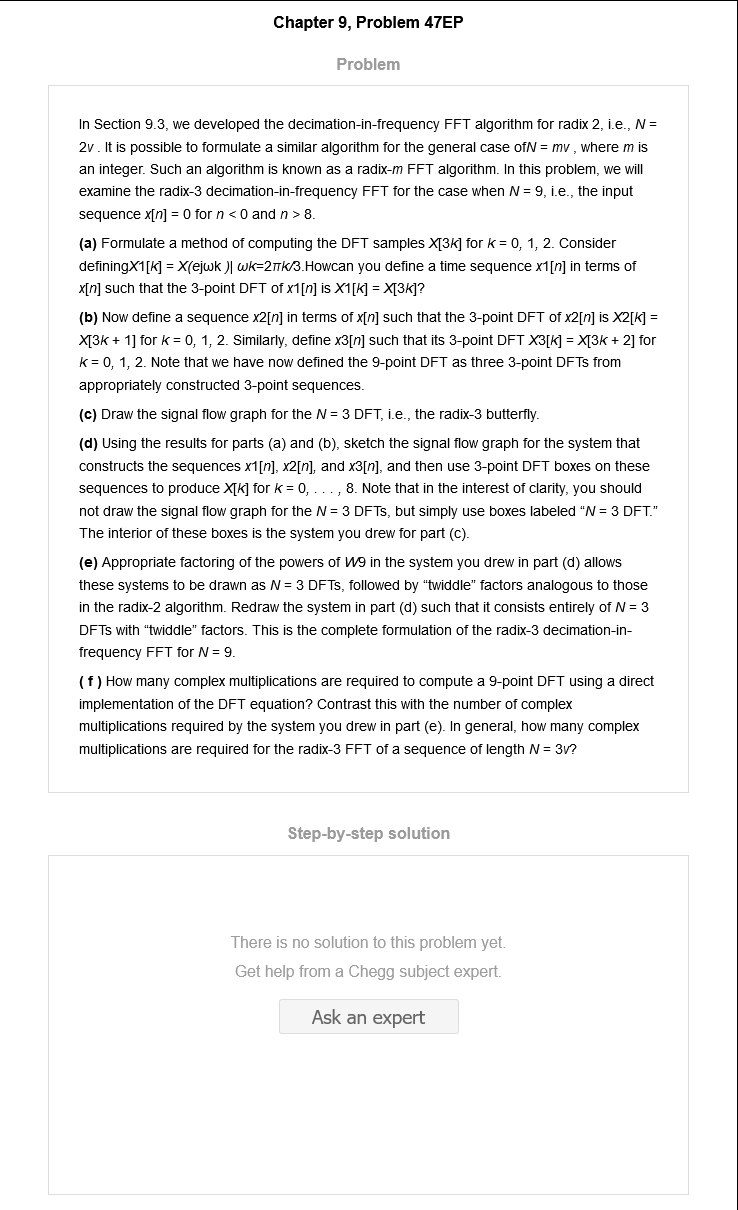 Chapter 9, Problem 47EP
Problem
In Section 9.3, we developed the decimation-in-frequency FFT algorithm for radix 2, i.e., N =
2v . It is possible to formulate a similar algorithm for the general case ofN = mv , where m is
an integer. Such an algorithm is known as a radix-m FFT algorithm. In this problem, we will
examine the radix-3 decimation-in-frequency FFT for the case when N = 9, i.e., the input
sequence x[n] = 0 for n < 0 and n > 8.
(a) Formulate a method of computing the DFT samples X[3k] for k = 0, 1, 2. Consider
definingX1[k] = X(ejωk )| ωk=2πk/3.Howcan you define a time sequence x1[n] in terms of
x[n] such that the 3-point DFT of x1[n] is X1[k] = X[3k]?
(b) Now define a sequence x2[n] in terms of x[n] such that the 3-point DFT of x2[n] is X2[k] =
X[3k + 1] for k = 0, 1, 2. Similarly, define x3[n] such that its 3-point DFT X3[k] = X[3k + 2] for
k = 0, 1, 2. Note that we have now defined the 9-point DFT as three 3-point DFTs from
appropriately constructed 3-point sequences.
(c) Draw the signal flow graph for the N = 3 DFT, i.e., the radix-3 butterfly.
(d) Using the results for parts (a) and (b), sketch the signal flow graph for the system that
constructs the sequences x1[n], x2[n], and x3[n], and then use 3-point DFT boxes on these
sequences to produce X[k] for k = 0, . . . , 8. Note that in the interest of clarity, you should
not draw the signal flow graph for the N = 3 DFTs, but simply use boxes labeled “N = 3 DFT.”
The interior of these boxes is the system you drew for part (c).
(e) Appropriate factoring of the powers of W9 in the system you drew in part (d) allows
these systems to be drawn as N = 3 DFTs, followed by “twiddle” factors analogous to those
in the radix-2 algorithm. Redraw the system in part (d) such that it consists entirely of N = 3
DFTs with “twiddle” factors. This is the complete formulation of the radix-3 decimation-in-
frequency FFT for N = 9.
( f ) How many complex multiplications are required to compute a 9-point DFT using a direct
implementation of the DFT equation? Contrast this with the number of complex
multiplications required by the system you drew in part (e). In general, how many complex
multiplications are required for the radix-3 FFT of a sequence of length N = 3v?
Step-by-step solution
There is no solution to this problem yet.
Get help from a Chegg subject expert.
Ask an expert